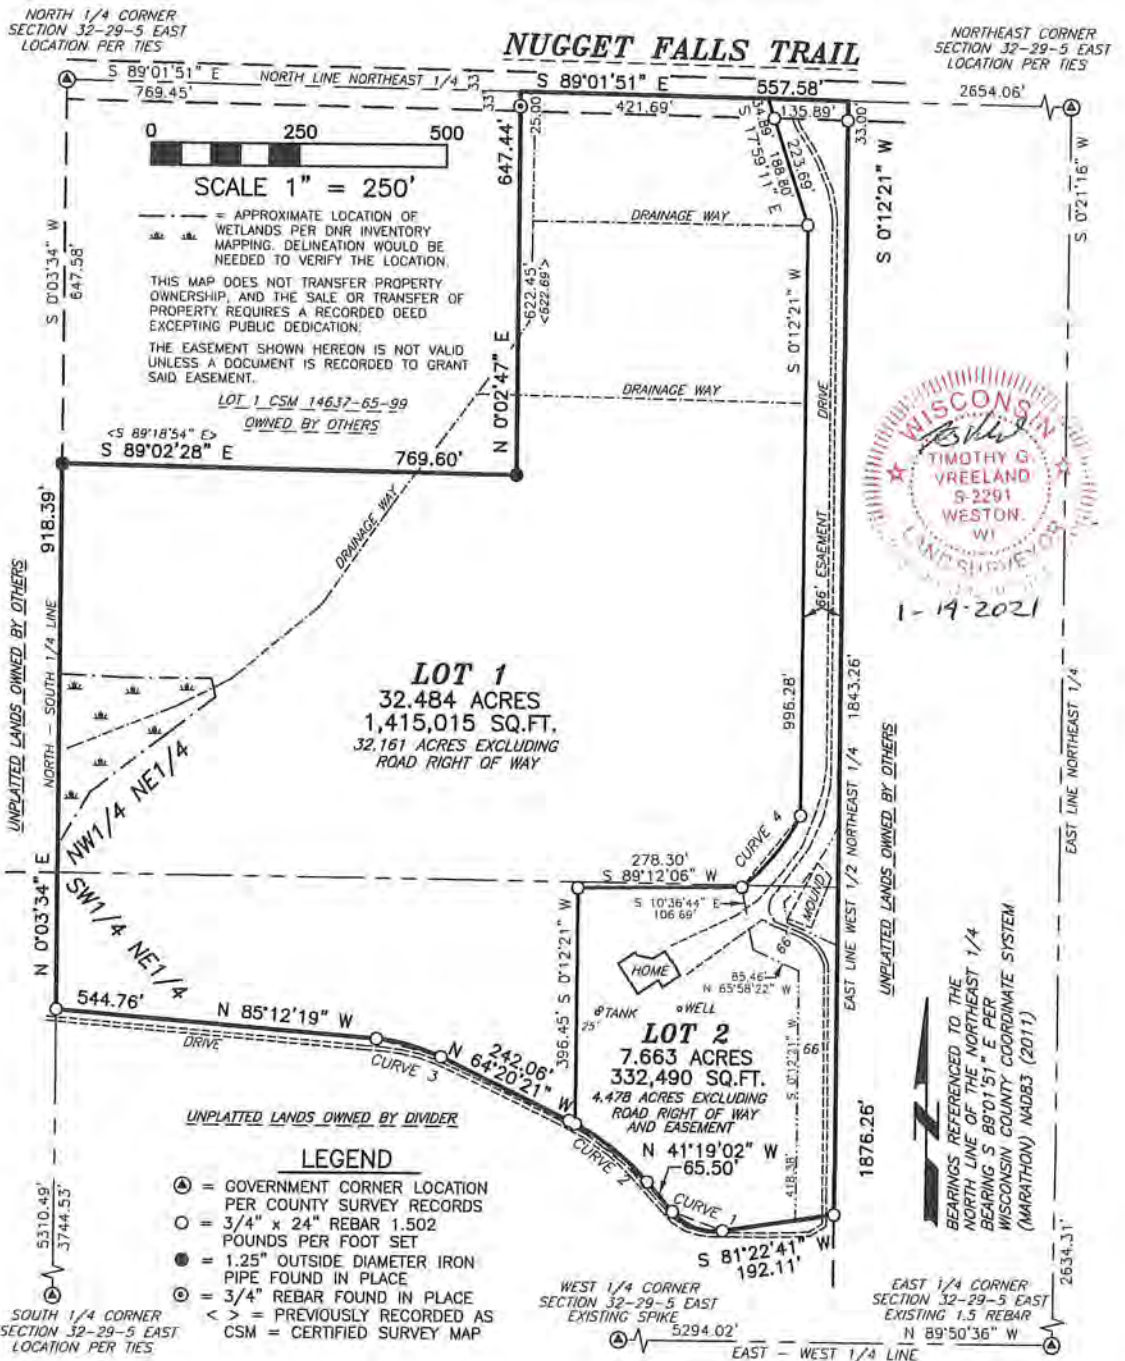 NORTH 1/4 CORNER
SECTION 32-29-5 EAST
LOCATION PER TIES
NUGGET FALLS TRAIL
NORTHEAST CORNER
SECTION 32-29-5 EAST
LOCATION PER TIES
S 89°01'51" E
NORTH LINE NORTHEAST 1/4
33
33
S 89°01'51" E
557.58'
769.45'
421.69'
135.89'
2654.06'
25.00
34.89'
33.00'
0 250 500
SCALE 1" = 250'
= APPROXIMATE LOCATION OF
WETLANDS PER DNR INVENTORY
MAPPING. DELINEATION WOULD BE
NEEDED TO VERIFY THE LOCATION.
THIS MAP DOES NOT TRANSFER PROPERTY
OWNERSHIP, AND THE SALE OR TRANSFER OF
PROPERTY REQUIRES A RECORDED DEED
EXCEPTING PUBLIC DEDICATION.
THE EASEMENT SHOWN HEREON IS NOT VALID
UNLESS A DOCUMENT IS RECORDED TO GRANT
SAID EASEMENT.
LOT 1 CSM 14637-65-99
OWNED BY OTHERS
<S 89°18'54" E>
S 89°02'28" E
769.60'
S 0°03'34" W
647.58'
647.44'
N 0°02'47" E
622.45'
<622.69'>
S 17°59'11" E
188.80'
223.69'
DRAINAGE WAY
DRAINAGE WAY
DRAINAGE WAY
S 0°12'21" W
S 0°12'21" W
S 0°21'16" W
DRIVE
66' ESAEMENT
WISCONSIN
TIMOTHY G.
VREELAND
S-2291
WESTON,
WI
LAND SURVEYOR
1-14-2021
918.39'
UNPLATTED LANDS OWNED BY OTHERS
NORTH - SOUTH 1/4 LINE
N 0°03'34" E
NW1/4 NE1/4
SW1/4 NE1/4
LOT 1
32.484 ACRES
1,415,015 SQ.FT.
32.161 ACRES EXCLUDING
ROAD RIGHT OF WAY
996.28'
1843.26'
EAST LINE WEST 1/2 NORTHEAST 1/4
UNPLATTED LANDS OWNED BY OTHERS
EAST LINE NORTHEAST 1/4
CURVE 4
278.30'
S 89°12'06" W
S 10°36'44" E
106.69'
MOUND
66'
HOME
85.46'
N 65°58'22" W
TANK
25'
WELL
396.45' S 0°12'21" W
LOT 2
7.663 ACRES
332,490 SQ.FT.
4.478 ACRES EXCLUDING
ROAD RIGHT OF WAY
AND EASEMENT
S 0°12'21" W
418.38'
66'
1876.26'
544.76'
N 85°12'19" W
DRIVE
CURVE 3
242.06'
N 64°20'21" W
CURVE 2
N 41°19'02" W
65.50'
CURVE 1
S 81°22'41" W
192.11'
UNPLATTED LANDS OWNED BY DIVIDER
BEARINGS REFERENCED TO THE
NORTH LINE OF THE NORTHEAST 1/4
BEARING S 89°01'51" E PER
WISCONSIN COUNTY COORDINATE SYSTEM
(MARATHON) NAD83 (2011)
LEGEND
= GOVERNMENT CORNER LOCATION
PER COUNTY SURVEY RECORDS
= 3/4" x 24" REBAR 1.502
POUNDS PER FOOT SET
= 1.25" OUTSIDE DIAMETER IRON
PIPE FOUND IN PLACE
= 3/4" REBAR FOUND IN PLACE
< > = PREVIOUSLY RECORDED AS
CSM = CERTIFIED SURVEY MAP
5310.49'
3744.53'
SOUTH 1/4 CORNER
SECTION 32-29-5 EAST
LOCATION PER TIES
WEST 1/4 CORNER
SECTION 32-29-5 EAST
EXISTING SPIKE
EAST 1/4 CORNER
SECTION 32-29-5 EAST
EXISTING 1.5 REBAR
2634.31'
5294.02'
N 89°50'36" W
EAST - WEST 1/4 LINE